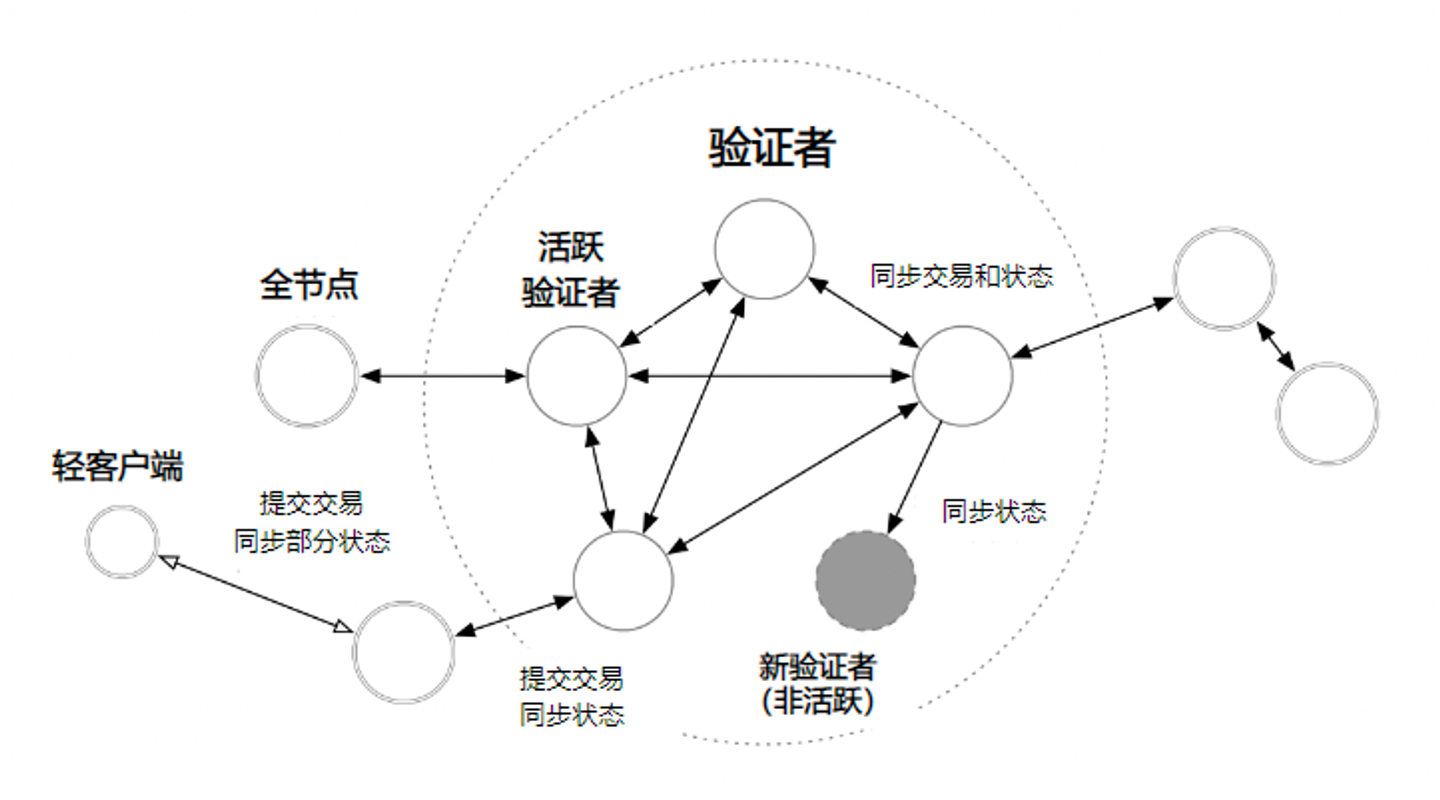 验证者
活跃
验证者
全节点
同步交易和状态
轻客户端
提交交易
同步部分状态
同步状态
新验证者
(非活跃)
提交交易
同步状态